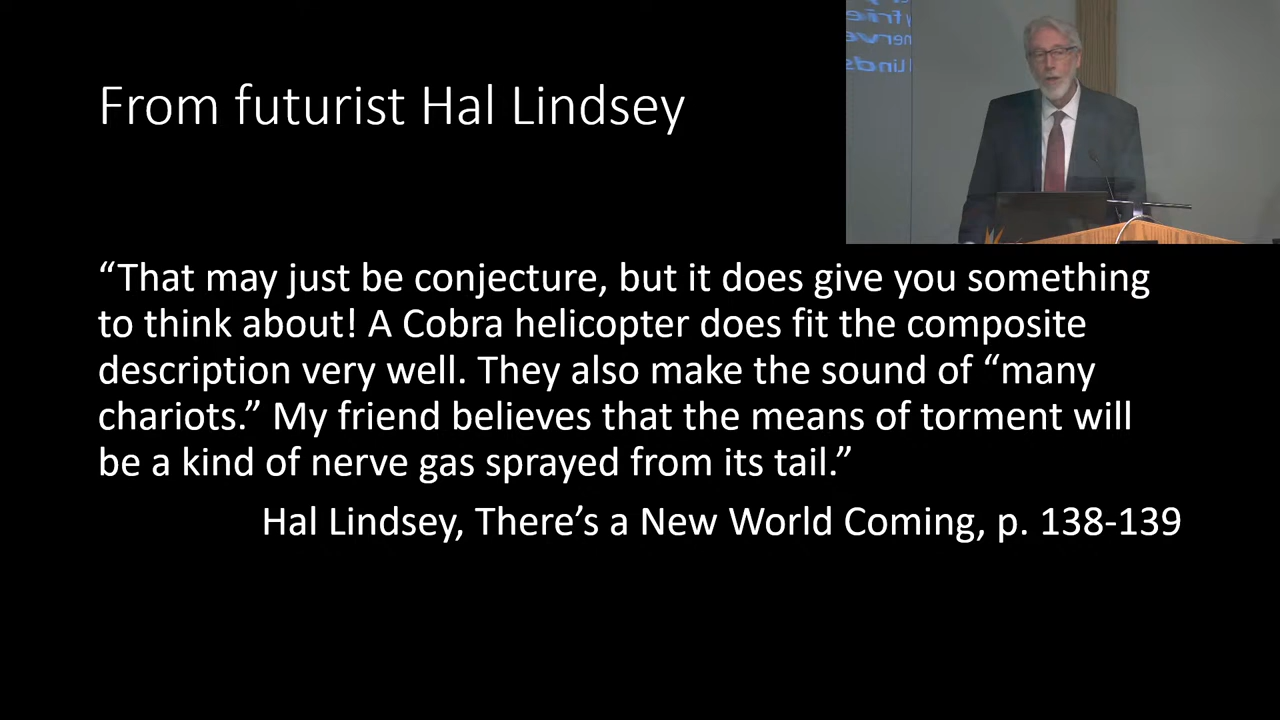 From futurist Hal Lindsey
“That may just be conjecture, but it does give you something
to think about! A Cobra helicopter does fit the composite
description very well. They also make the sound of “many
chariots.” My friend believes that the means of torment will
be a kind of nerve gas sprayed from its tail.”
Hal Lindsey, There’s a New World Coming, p. 138-139